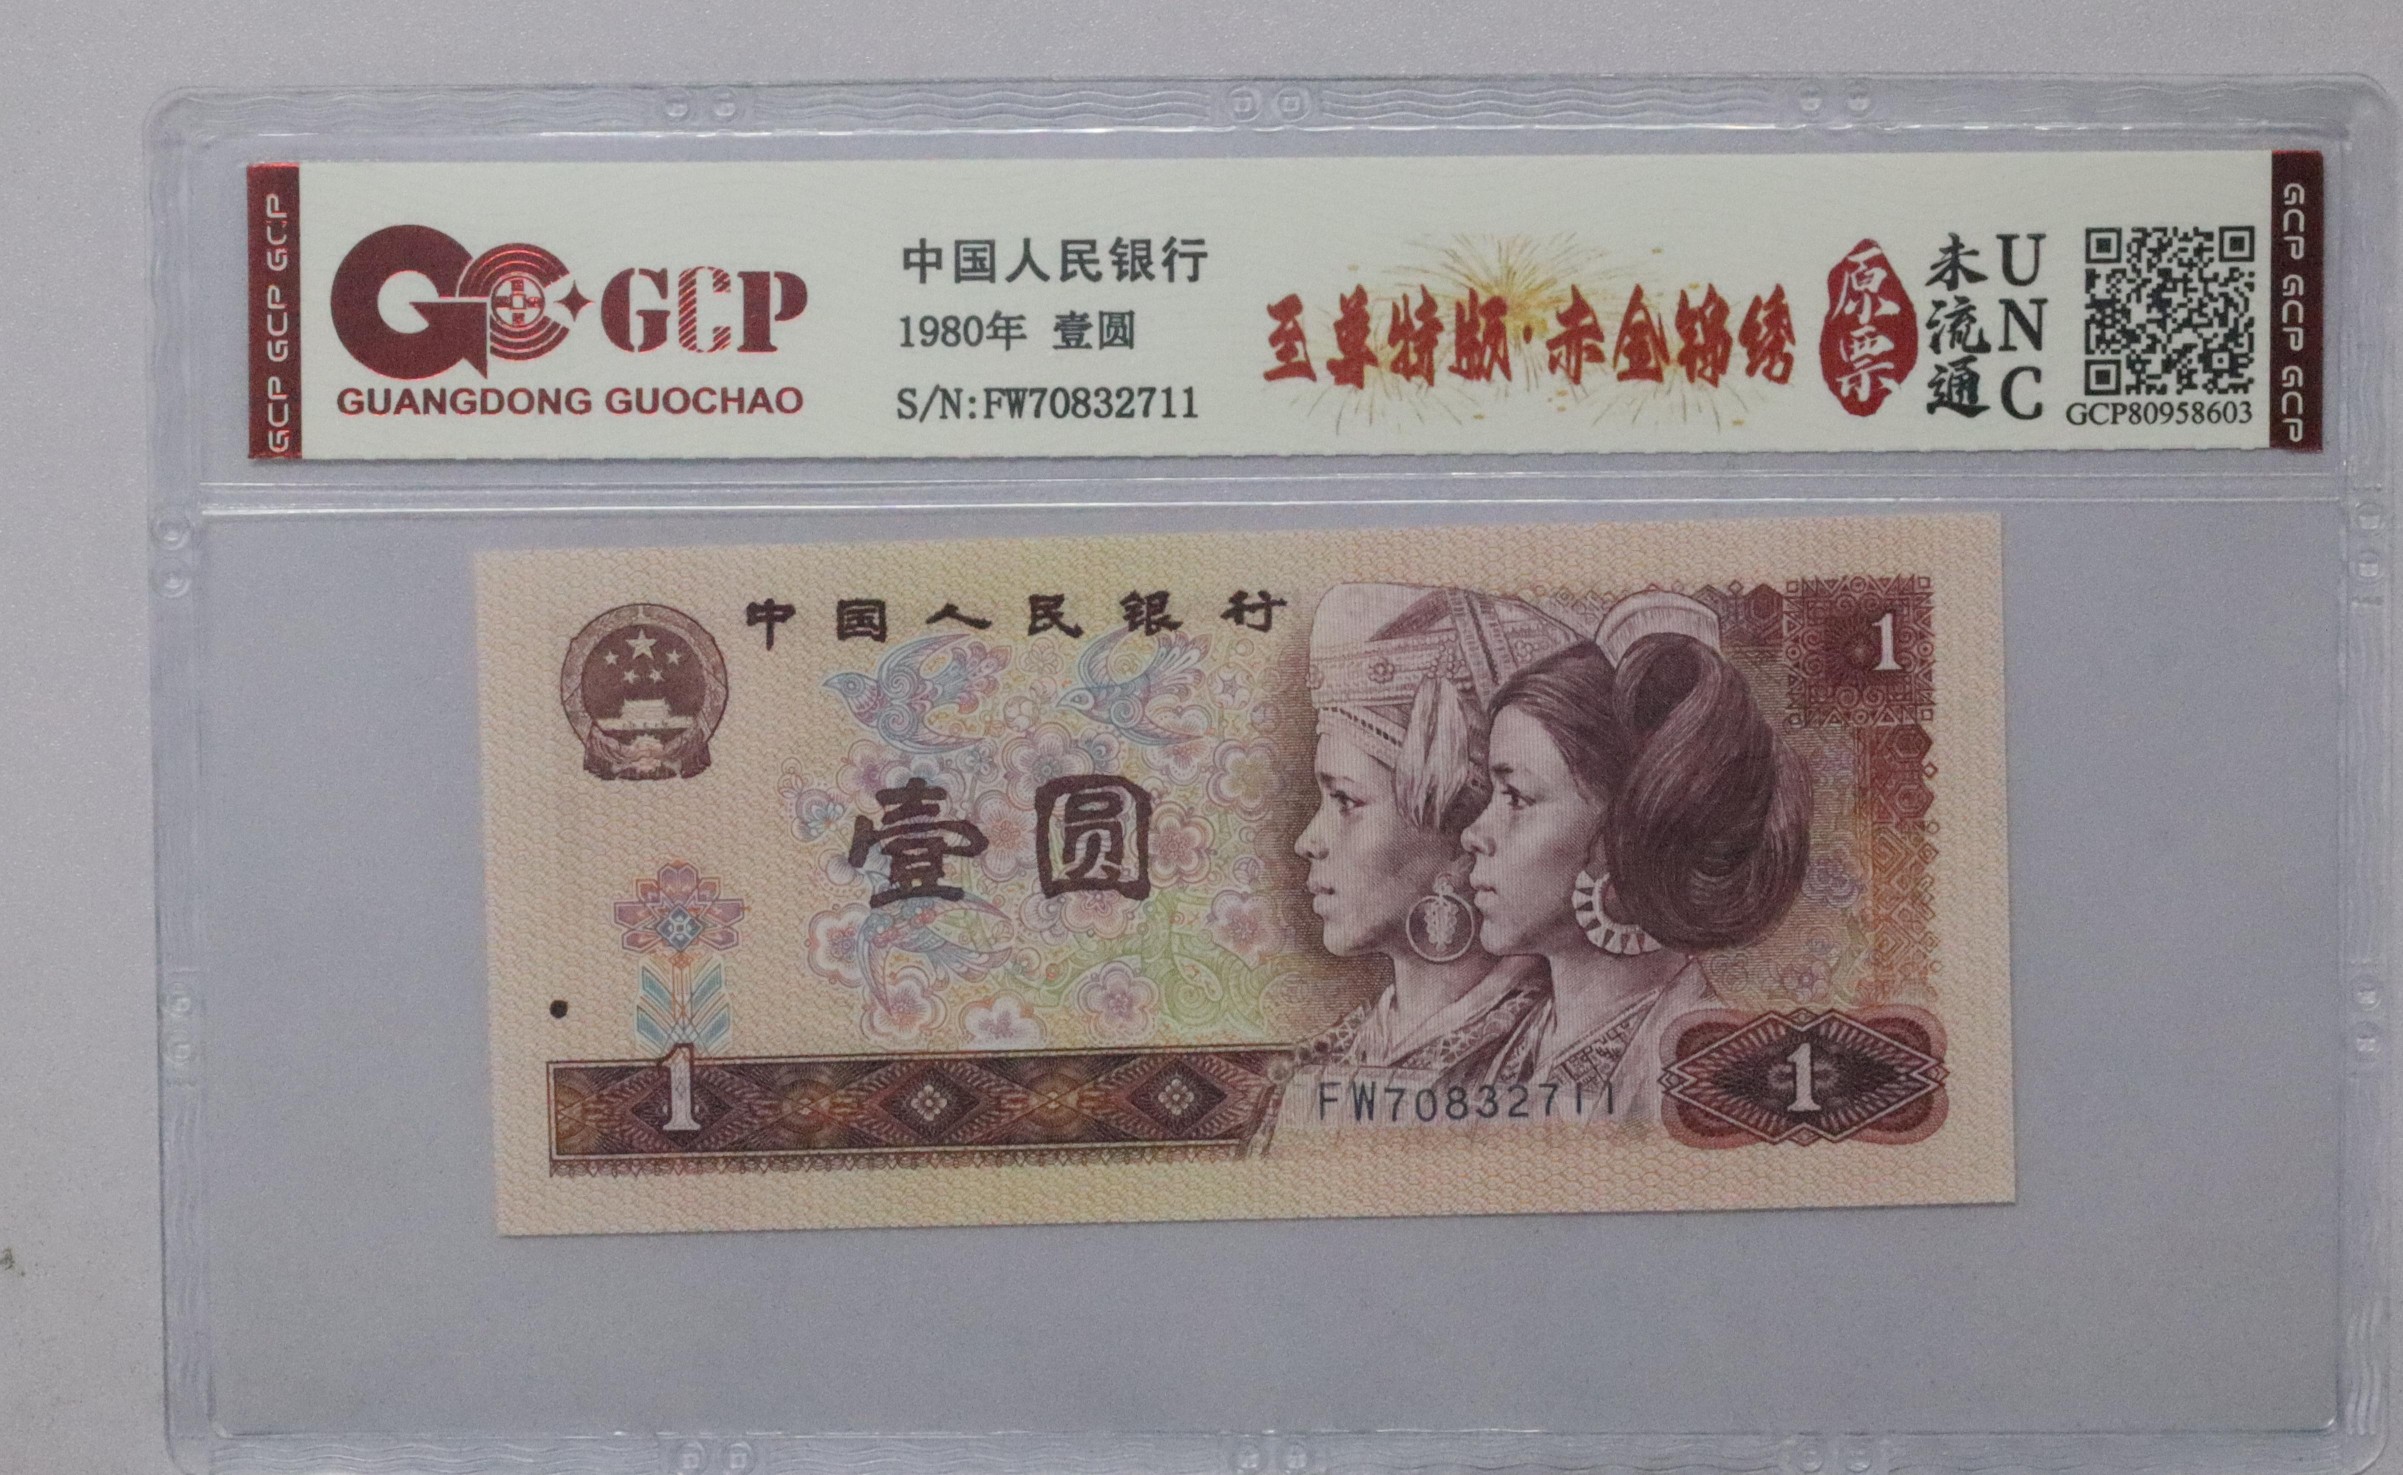 GCP GCP GCP
GCP
GUANGDONG GUOCHAO
中国人民银行
1980年 壹圆
S/N:FW70832711
至尊特版·赤金锦绣
原票
未流通
UNC
GCP80958603
GCP GCP GCP
中国人民银行
1
壹圆
1
FW70832711
1